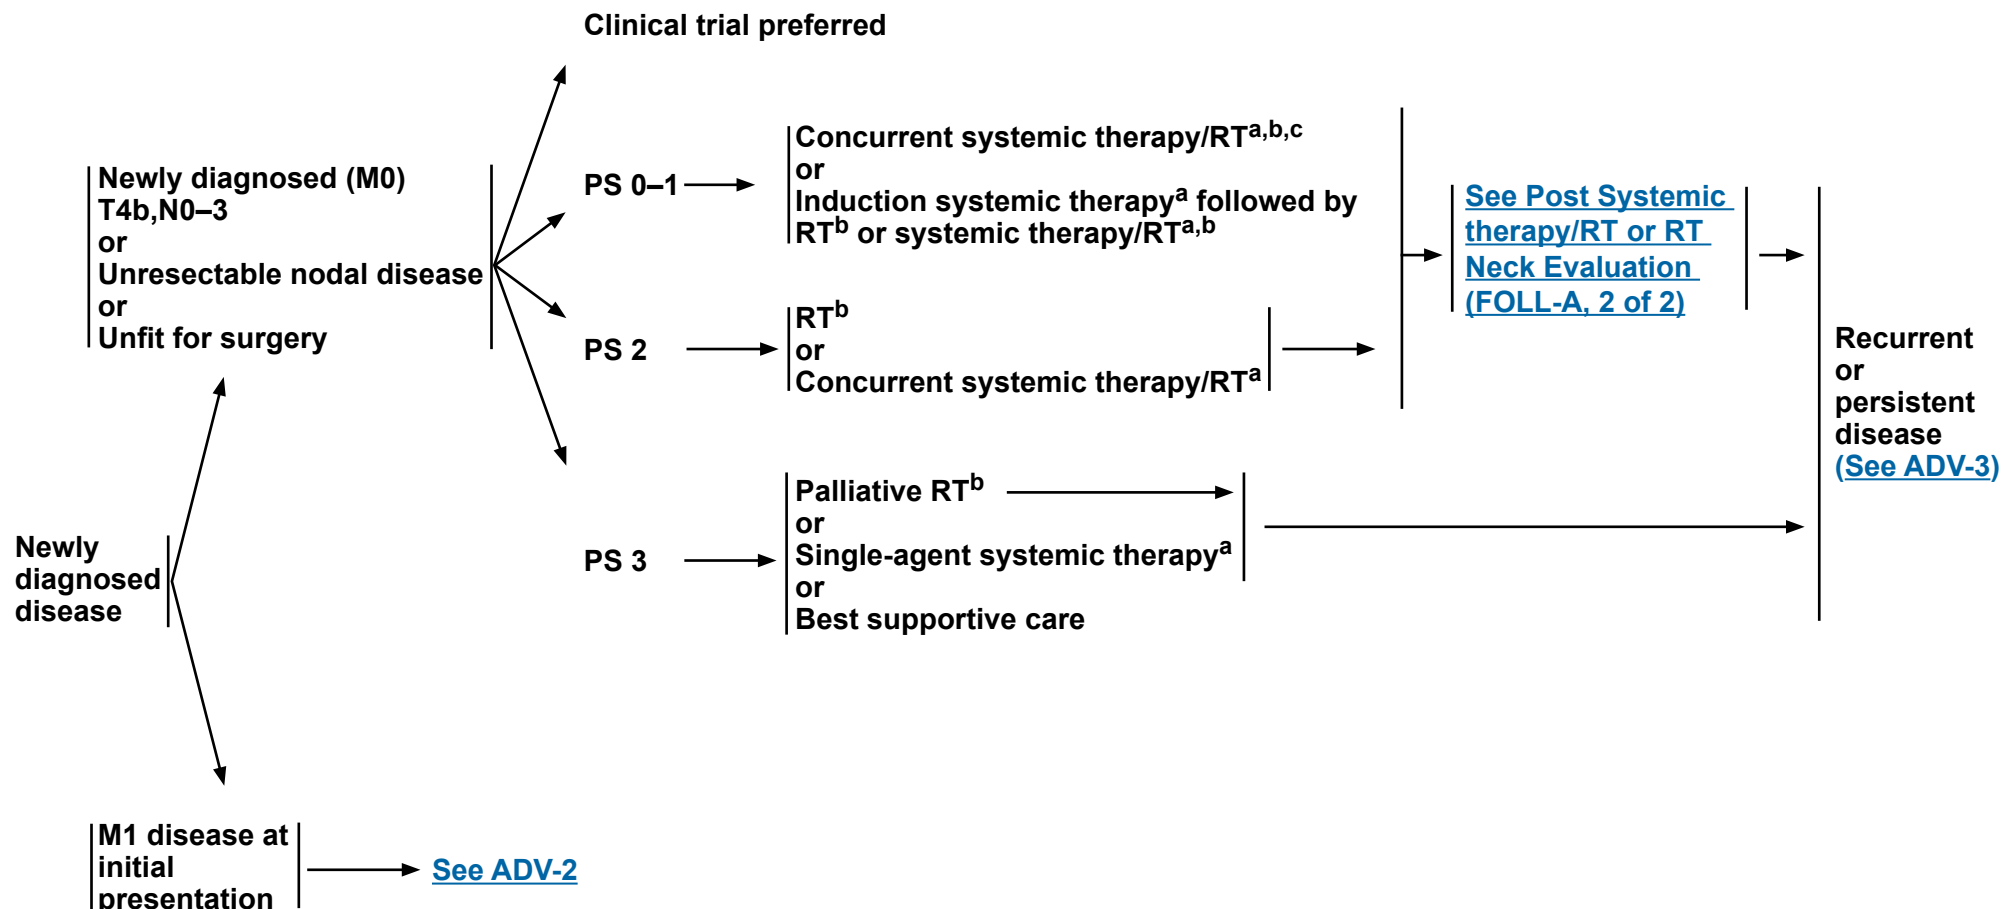 Clinical trial preferred
Newly diagnosed (M0)
T4b,N0–3
or
Unresectable nodal disease
or
Unfit for surgery
PS 0–1
Concurrent systemic therapy/RTa,b,c
or
Induction systemic therapya followed by
RTb or systemic therapy/RTa,b
PS 2
RTb
or
Concurrent systemic therapy/RTa
See Post Systemic
therapy/RT or RT
Neck Evaluation
(FOLL-A, 2 of 2)
PS 3
Palliative RTb
or
Single-agent systemic therapya
or
Best supportive care
Recurrent
or
persistent
disease
(See ADV-3)
Newly
diagnosed
disease
M1 disease at
initial
presentation
See ADV-2